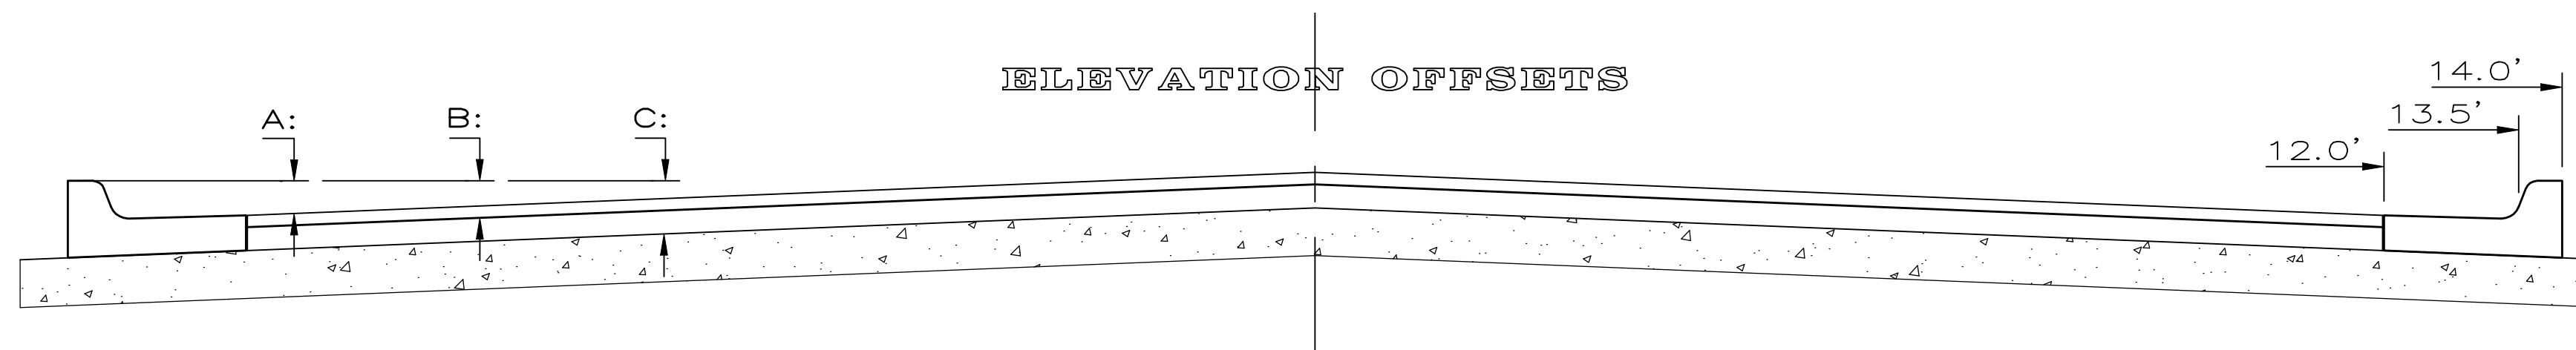 ELEVATION OFFSETS
14.0’
13.5’
12.0’
A:
B:
C: